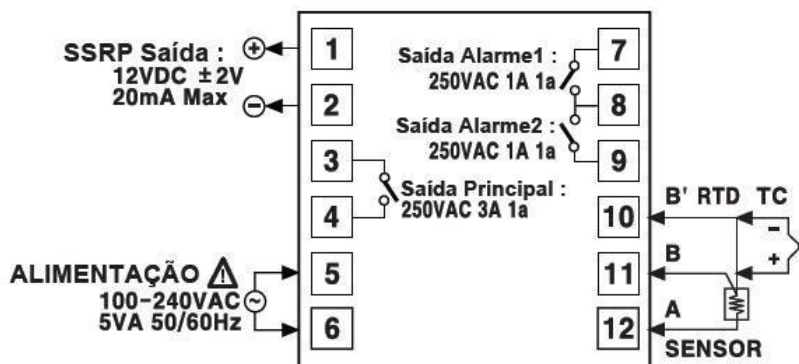 SSRP Saída :
12VDC ±2V
20mA Max
+
−
1
2
3
4
5
6
ALIMENTAÇÃO ⚠
100-240VAC
5VA 50/60Hz
~
Saída Alarme1 :
250VAC 1A 1a
Saída Alarme2 :
250VAC 1A 1a
Saída Principal :
250VAC 3A 1a
7
8
9
10
11
12
B' RTD TC
−
+
B
A
SENSOR